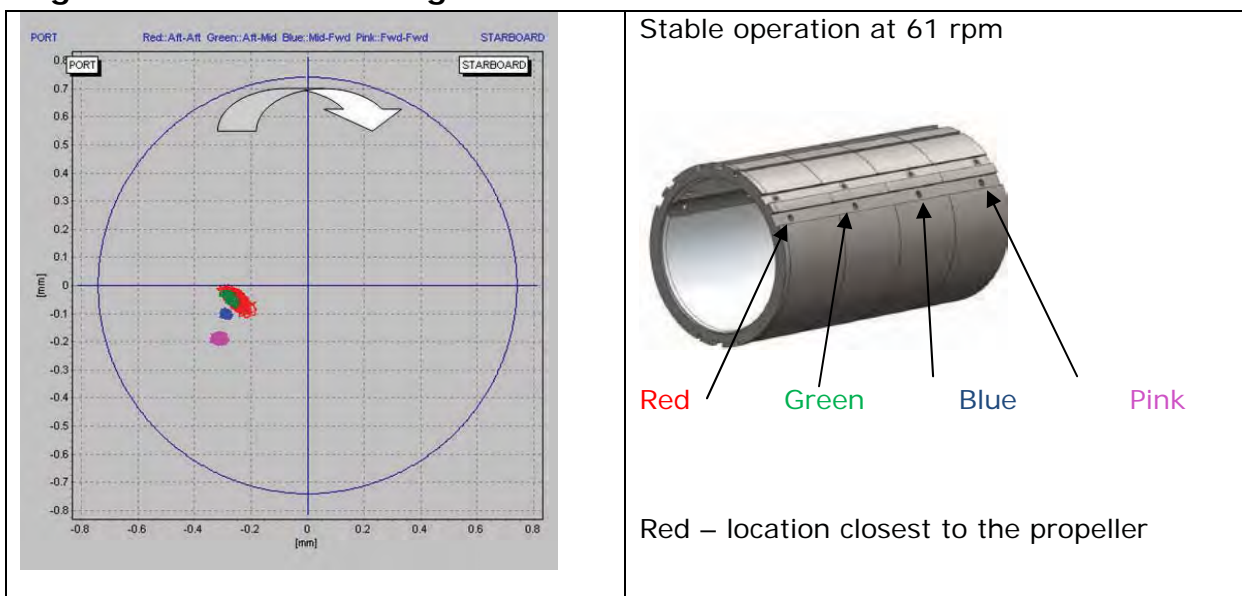 PORT Red::Aft-Aft Green::Aft-Mid Blue::Mid-Fwd Pink::Fwd-Fwd STARBOARD
PORT
STARBOARD
0.8
0.7
0.6
0.5
0.4
0.3
0.2
0.1
0
-0.1
-0.2
-0.3
-0.4
-0.5
-0.6
-0.7
-0.8
[mm]
-0.8 -0.6 -0.4 -0.2 0 0.2 0.4 0.6 0.8
[mm]
Stable operation at 61 rpm
Red Green Blue Pink
Red – location closest to the propeller